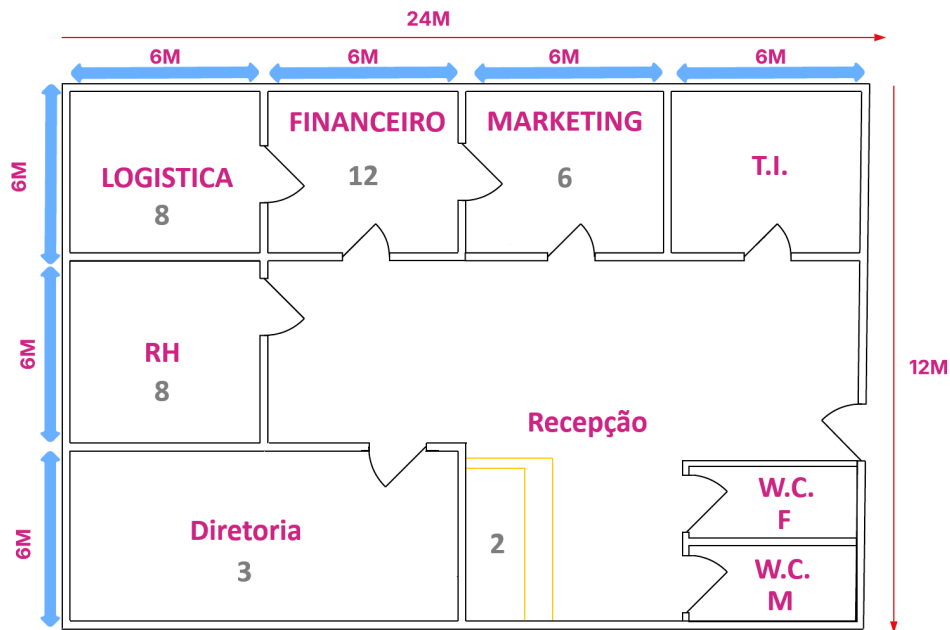 24M
6M
6M
6M
6M
6M
LOGISTICA
8
FINANCEIRO
12
MARKETING
6
T.I.
6M
RH
8
12M
Recepção
6M
Diretoria
3
2
W.C.
F
W.C.
M